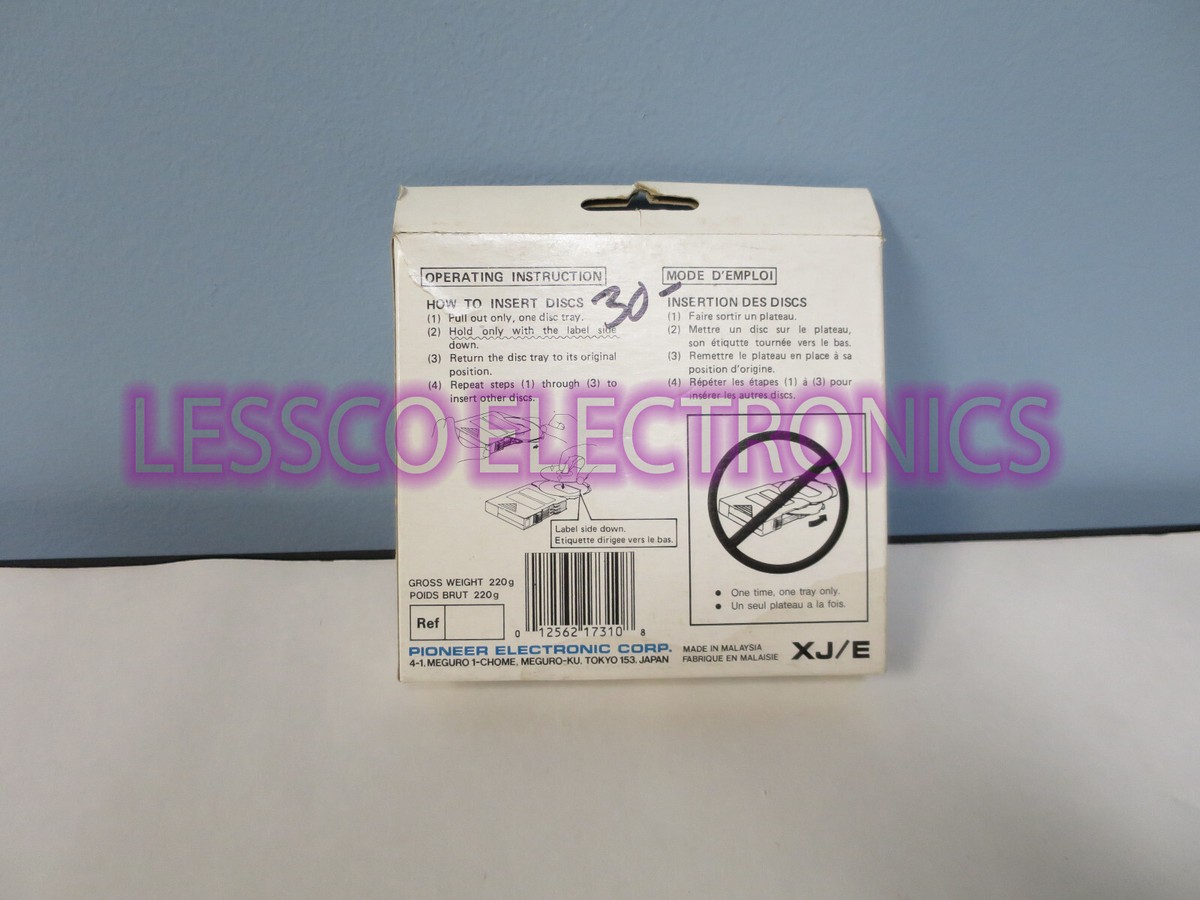 OPERATING INSTRUCTION
HOW TO INSERT DISCS
(1) Pull out only, one disc tray.
(2) Hold only with the label side
down.
(3) Return the disc tray to its original
position.
(4) Repeat steps (1) through (3) to
insert other discs.
30-
MODE D'EMPLOI
INSERTION DES DISCS
(1) Faire sortir un plateau.
(2) Mettre un disc sur le plateau,
son étiqutte tournée vers le bas.
(3) Remettre le plateau en place à sa
position d'origine.
(4) Répéter les étapes (1) à (3) pour
insérer les autres discs.
LESSCO ELECTRONICS
Label side down.
Etiquette dirigee vers le bas.
• One time, one tray only.
• Un seul plateau a la fois.
GROSS WEIGHT 220g
POIDS BRUT 220g
Ref
0 12562 17310 8
PIONEER ELECTRONIC CORP.
4-1, MEGURO 1-CHOME, MEGURO-KU, TOKYO 153, JAPAN
MADE IN MALAYSIA
FABRIQUE EN MALAISIE
XJ/E